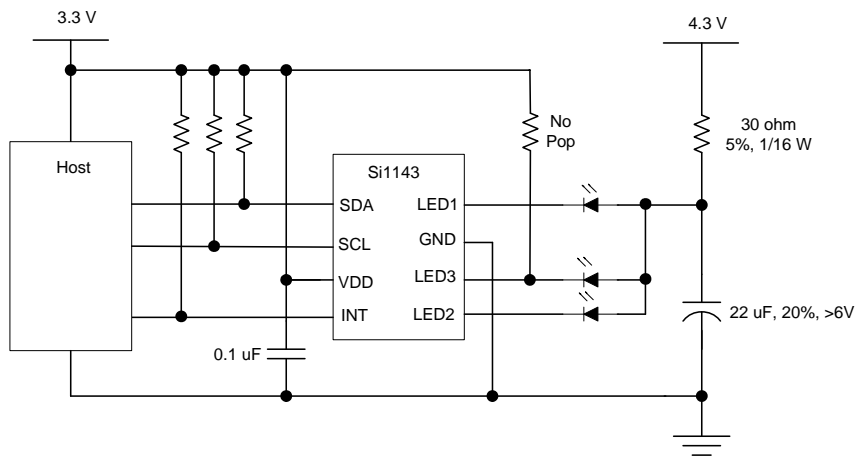 3.3 V
4.3 V
No
Pop
30 ohm
5%, 1/16 W
Host
Si1143
SDA
LED1
SCL
GND
VDD
LED3
INT
LED2
0.1 uF
22 uF, 20%, >6V